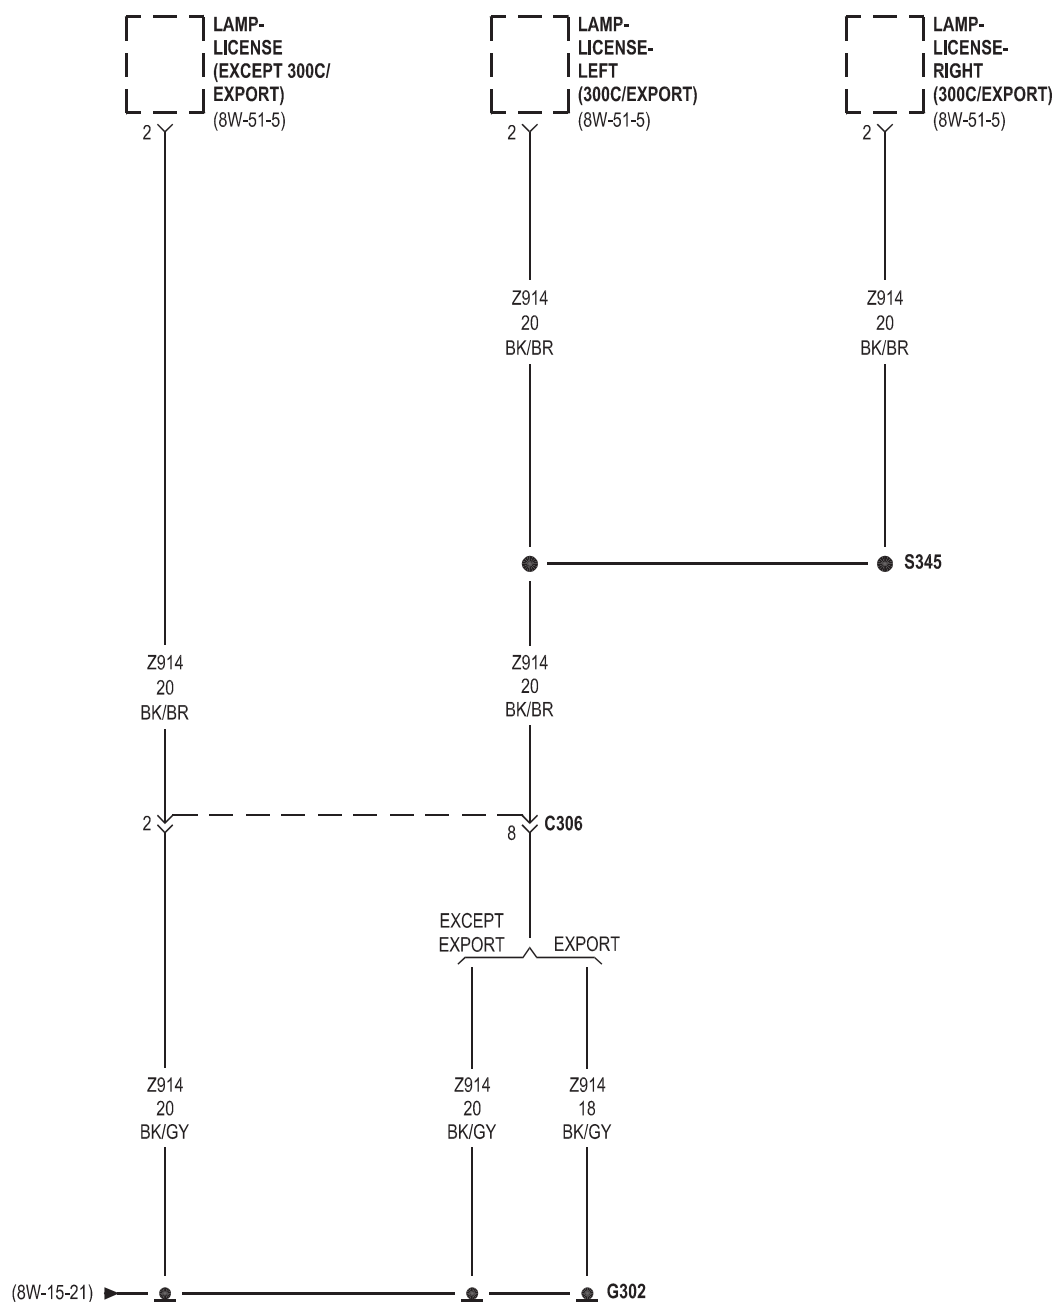 LAMP-
LICENSE
(EXCEPT 300C/
EXPORT)
(8W-51-5)
2
LAMP-
LICENSE-
LEFT
(300C/EXPORT)
(8W-51-5)
2
LAMP-
LICENSE-
RIGHT
(300C/EXPORT)
(8W-51-5)
2
Z914
20
BK/BR
Z914
20
BK/BR
S345
Z914
20
BK/BR
Z914
20
BK/BR
2
8
C306
EXCEPT
EXPORT
EXPORT
Z914
20
BK/GY
Z914
20
BK/GY
Z914
18
BK/GY
(8W-15-21)
G302